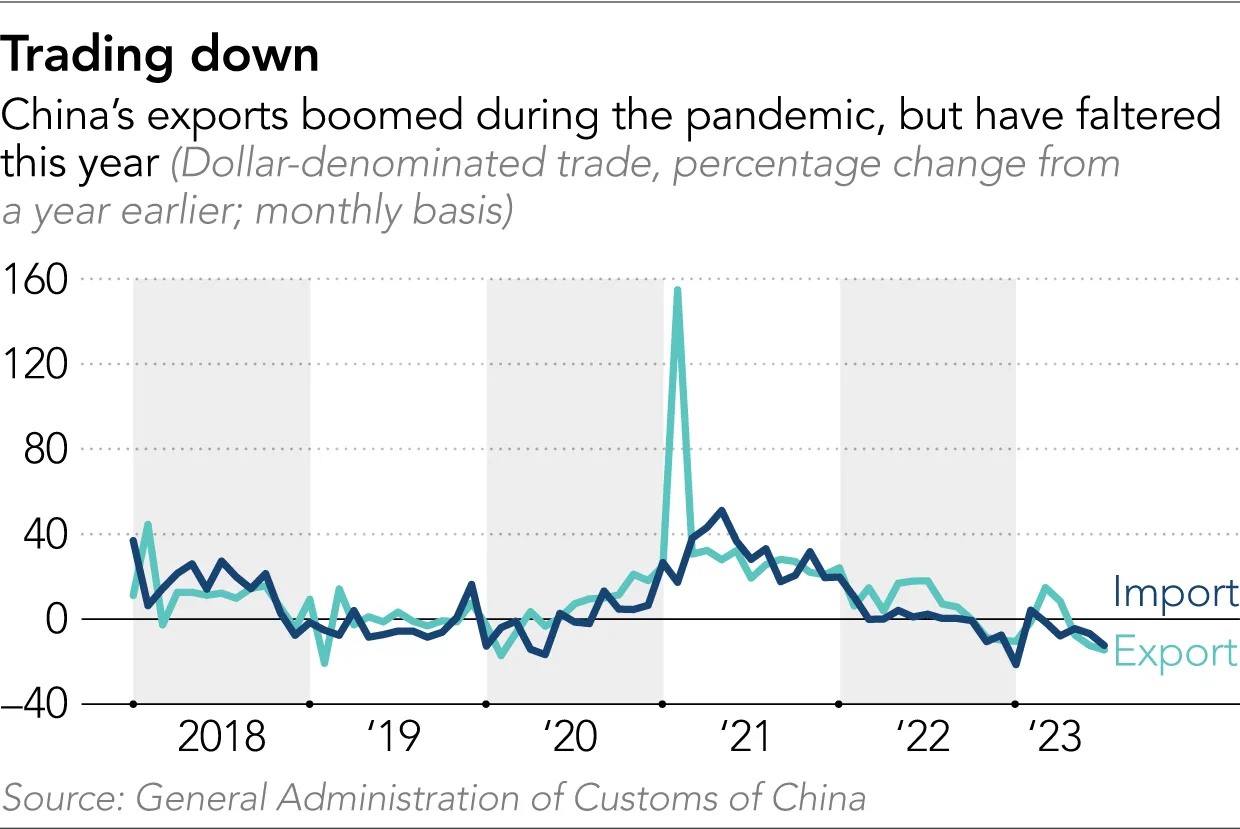 Trading down
China’s exports boomed during the pandemic, but have faltered
this year (Dollar-denominated trade, percentage change from
a year earlier; monthly basis)
160
120
80
40
0
–40
Import
Export
2018 ‘19 ‘20 ‘21 ‘22 ‘23
Source: General Administration of Customs of China